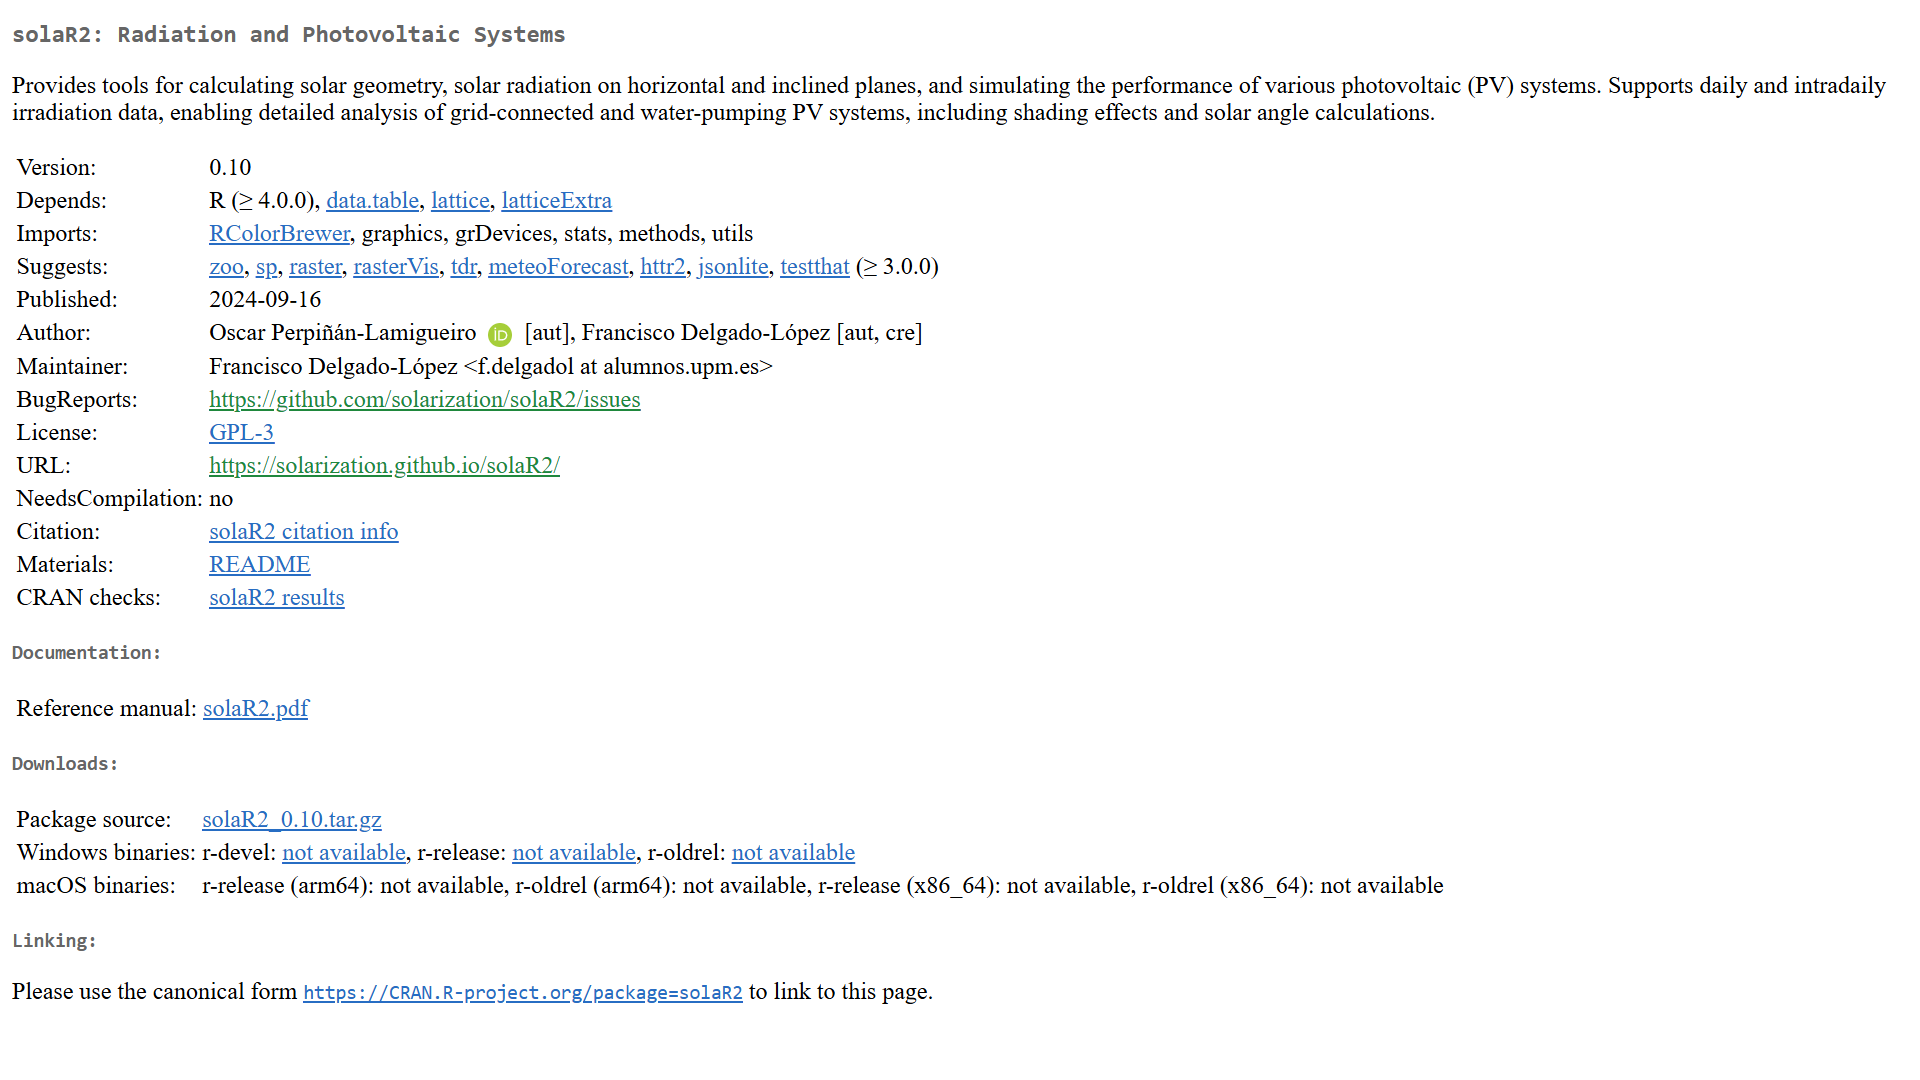 solaR2: Radiation and Photovoltaic Systems
Provides tools for calculating solar geometry, solar radiation on horizontal and inclined planes, and simulating the performance of various photovoltaic (PV) systems. Supports daily and intradaily
irradiation data, enabling detailed analysis of grid-connected and water-pumping PV systems, including shading effects and solar angle calculations.
Version: 0.10
Depends: R (≥ 4.0.0), data.table, lattice, latticeExtra
Imports: RColorBrewer, graphics, grDevices, stats, methods, utils
Suggests: zoo, sp, raster, rasterVis, tdr, meteoForecast, httr2, jsonlite, testthat (≥ 3.0.0)
Published: 2024-09-16
Author: Oscar Perpiñán-Lamigueiro iD [aut], Francisco Delgado-López [aut, cre]
Maintainer: Francisco Delgado-López <f.delgadol at alumnos.upm.es>
BugReports: https://github.com/solarization/solaR2/issues
License: GPL-3
URL: https://solarization.github.io/solaR2/
NeedsCompilation: no
Citation: solaR2 citation info
Materials: README
CRAN checks: solaR2 results
Documentation:
Reference manual: solaR2.pdf
Downloads:
Package source: solaR2_0.10.tar.gz
Windows binaries: r-devel: not available, r-release: not available, r-oldrel: not available
macOS binaries: r-release (arm64): not available, r-oldrel (arm64): not available, r-release (x86_64): not available, r-oldrel (x86_64): not available
Linking:
Please use the canonical form https://CRAN.R-project.org/package=solaR2 to link to this page.